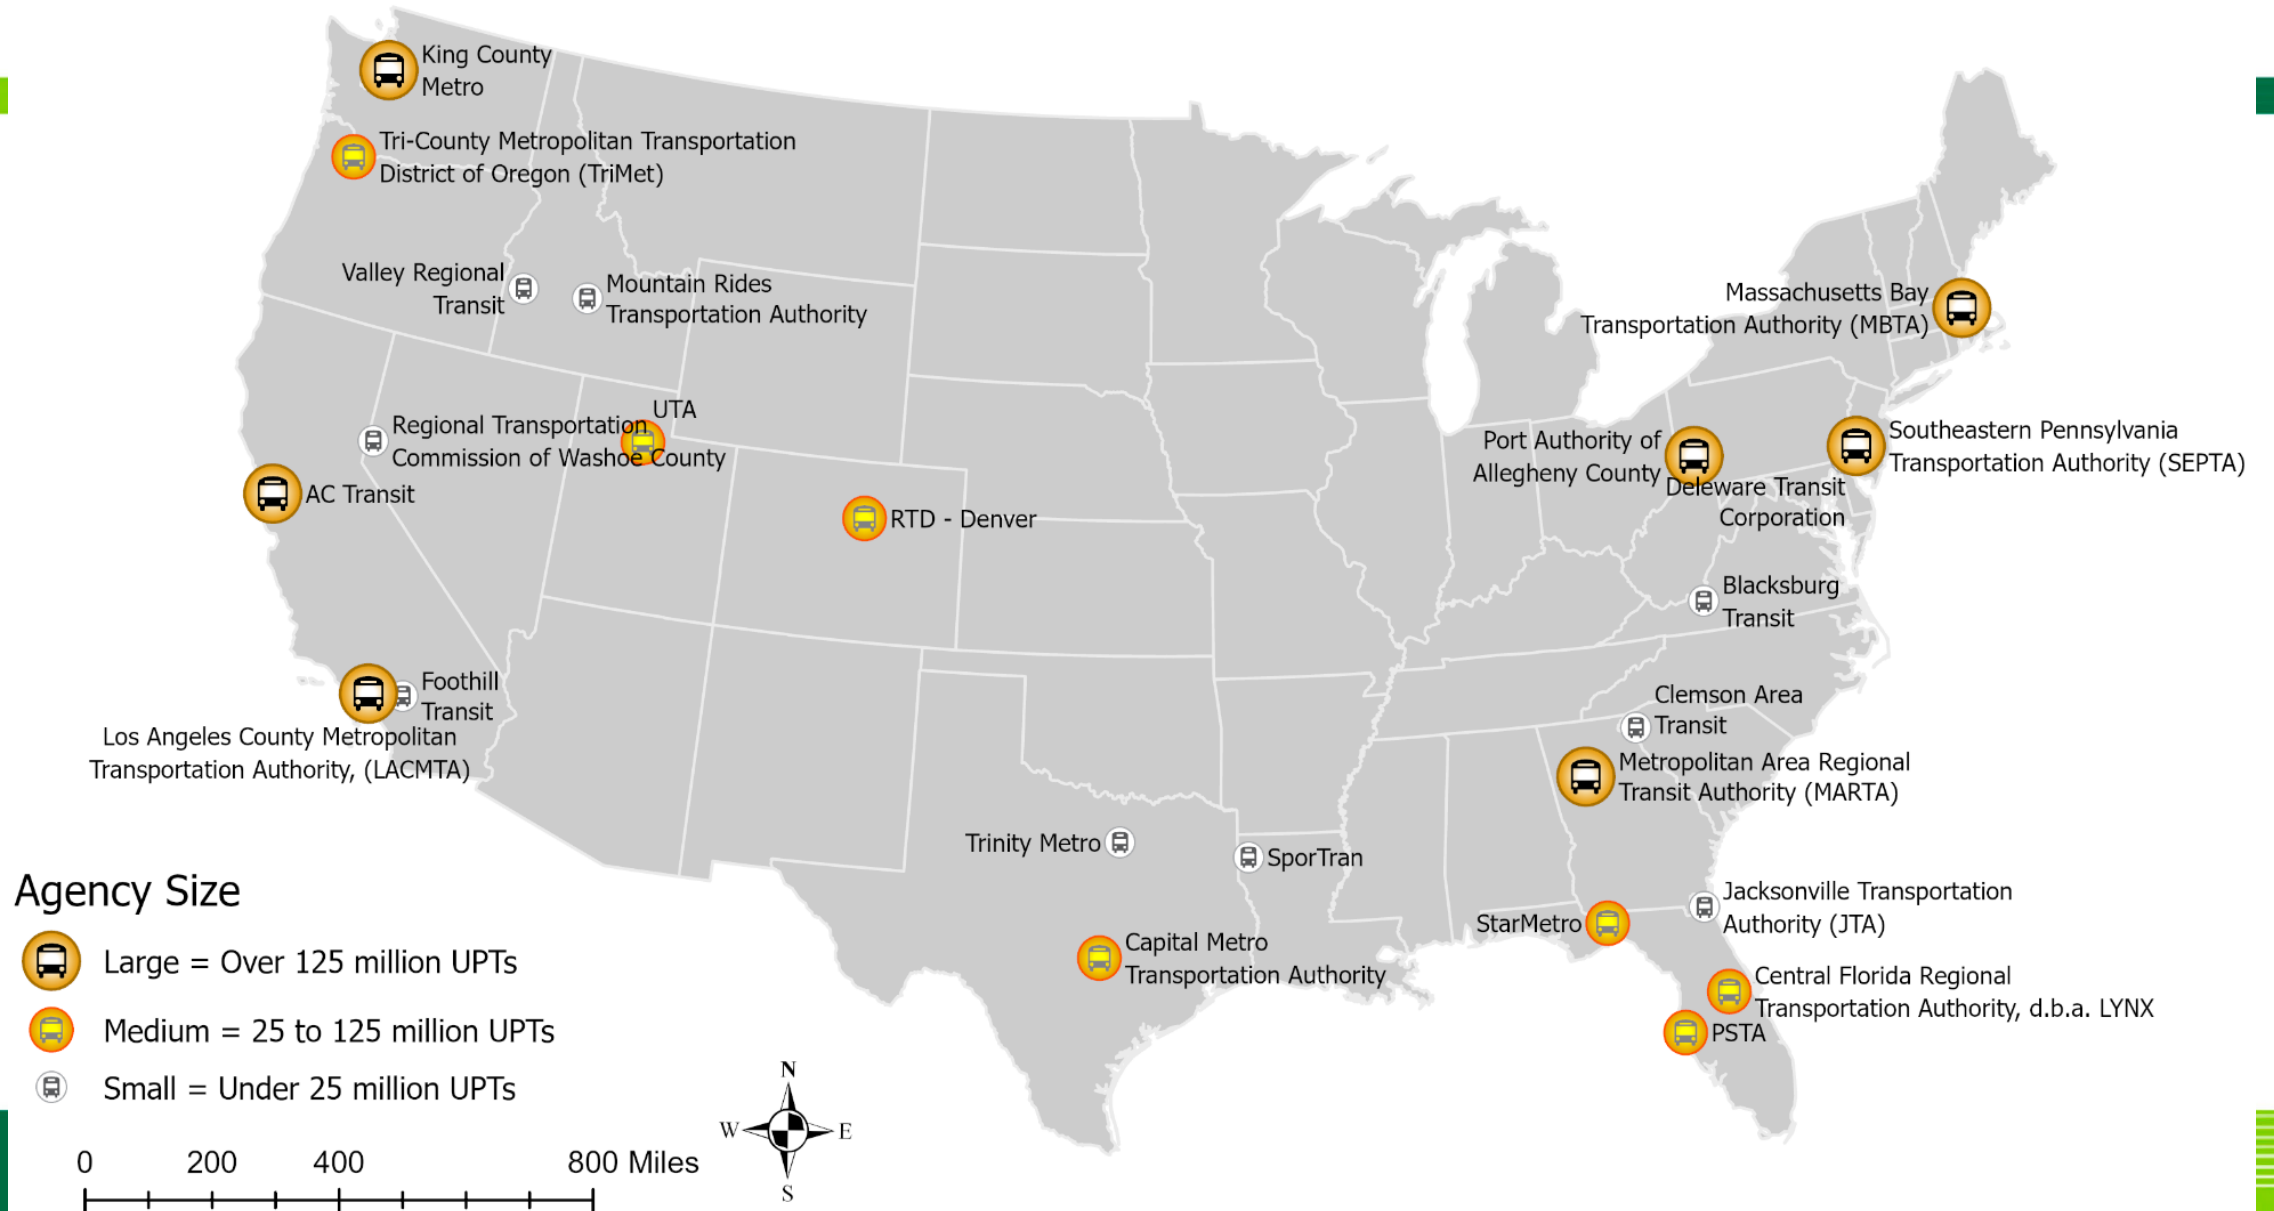 King County
Metro
Tri-County Metropolitan Transportation
District of Oregon (TriMet)
Valley Regional
Transit
Mountain Rides
Transportation Authority
Massachusetts Bay
Transportation Authority (MBTA)
UTA
Regional Transportation
Commission of Washoe County
AC Transit
RTD - Denver
Port Authority of
Allegheny County
Southeastern Pennsylvania
Transportation Authority (SEPTA)
Deleware Transit
Corporation
Blacksburg
Transit
Foothill
Transit
Los Angeles County Metropolitan
Transportation Authority, (LACMTA)
Clemson Area
Transit
Metropolitan Area Regional
Transit Authority (MARTA)
Trinity Metro
SporTran
StarMetro
Jacksonville Transportation
Authority (JTA)
Capital Metro
Transportation Authority
Central Florida Regional
Transportation Authority, d.b.a. LYNX
PSTA
Agency Size
Large = Over 125 million UPTs
Medium = 25 to 125 million UPTs
Small = Under 25 million UPTs
N
W E
S
0 200 400 800 Miles